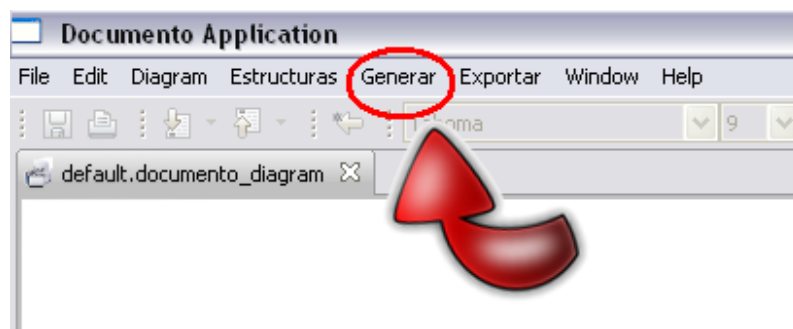 Documento Application
File Edit Diagram Estructuras Generar Exportar Window Help
9
default.documento_diagram